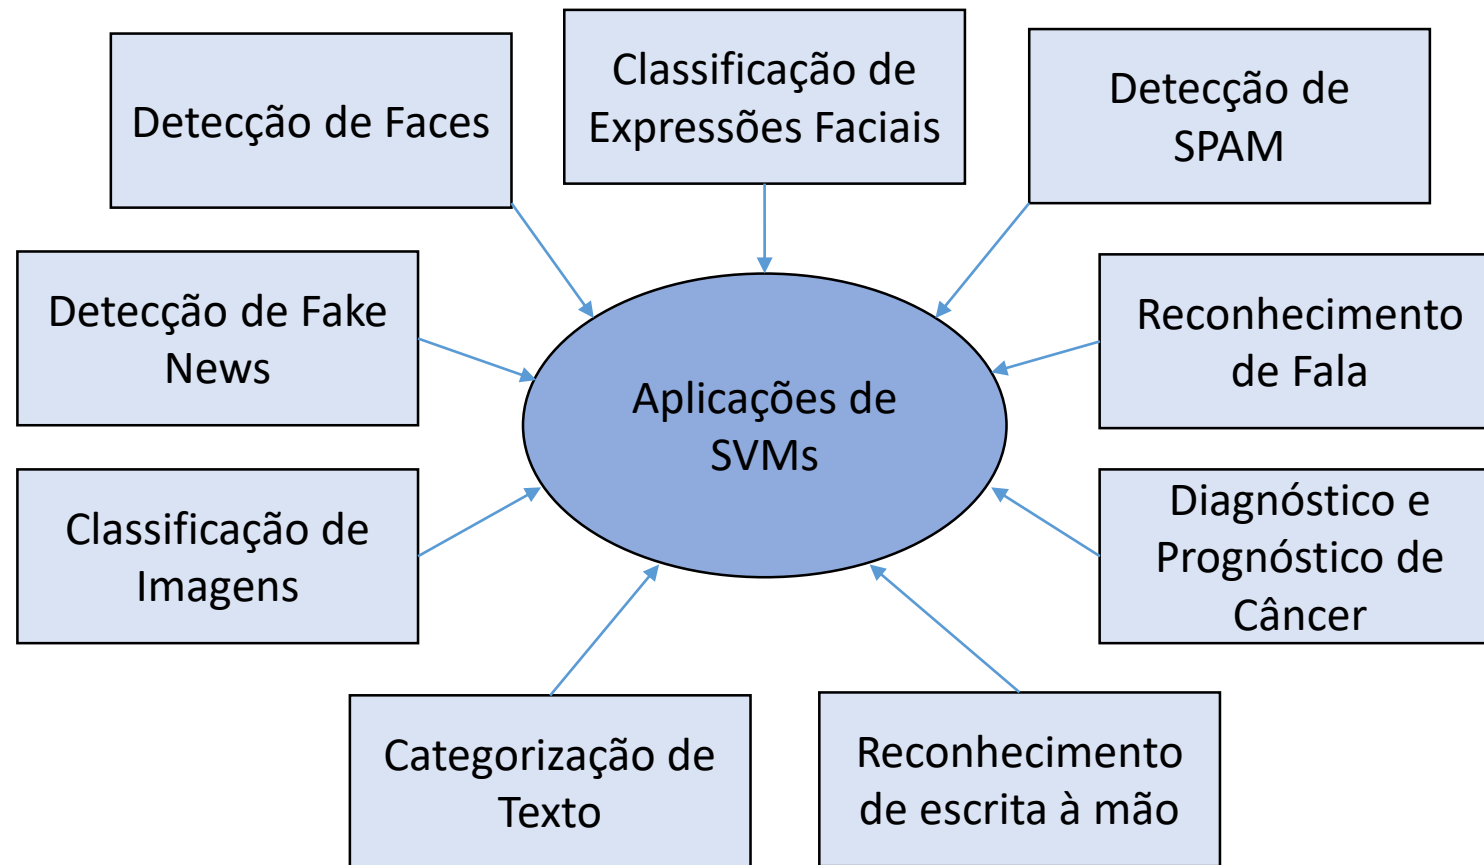 Classificação de
Expressões Faciais
Detecção de Faces
Detecção de
SPAM
Detecção de Fake
News
Reconhecimento
de Fala
Aplicações de
SVMs
Classificação de
Imagens
Diagnóstico e
Prognóstico de
Câncer
Categorização de
Texto
Reconhecimento
de escrita à mão